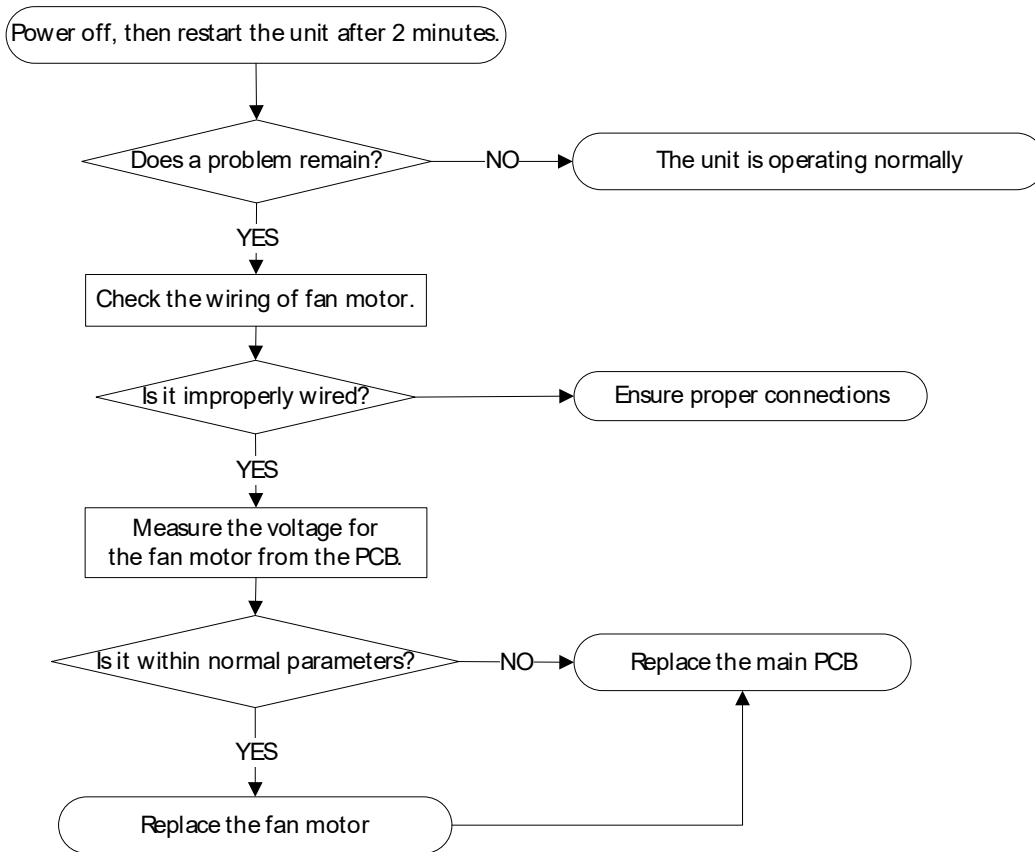 Power off, then restart the unit after 2 minutes.
Does a problem remain?
NO
The unit is operating normally
YES
Check the wiring of fan motor.
Is it improperly wired?
Ensure proper connections
YES
Measure the voltage for
the fan motor from the PCB.
Is it within normal parameters?
NO
Replace the main PCB
YES
Replace the fan motor